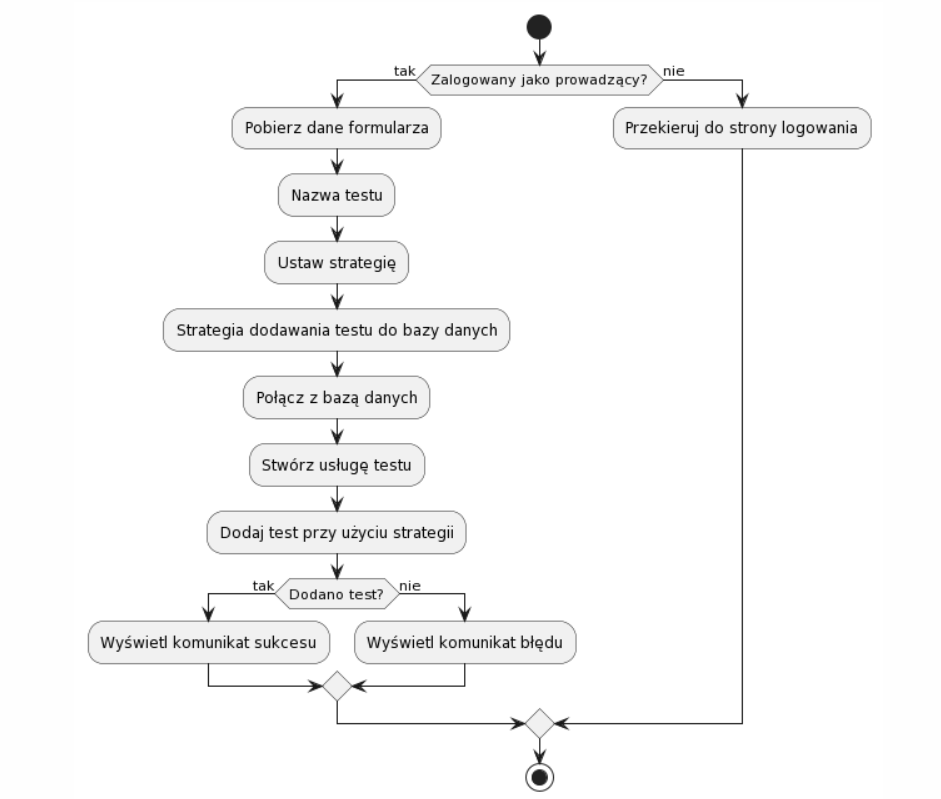 tak
Zalogowany jako prowadzący?
nie
Pobierz dane formularza
Przekieruj do strony logowania
Nazwa testu
Ustaw strategię
Strategia dodawania testu do bazy danych
Połącz z bazą danych
Stwórz usługę testu
Dodaj test przy użyciu strategii
tak
Dodano test?
nie
Wyświetl komunikat sukcesu
Wyświetl komunikat błędu